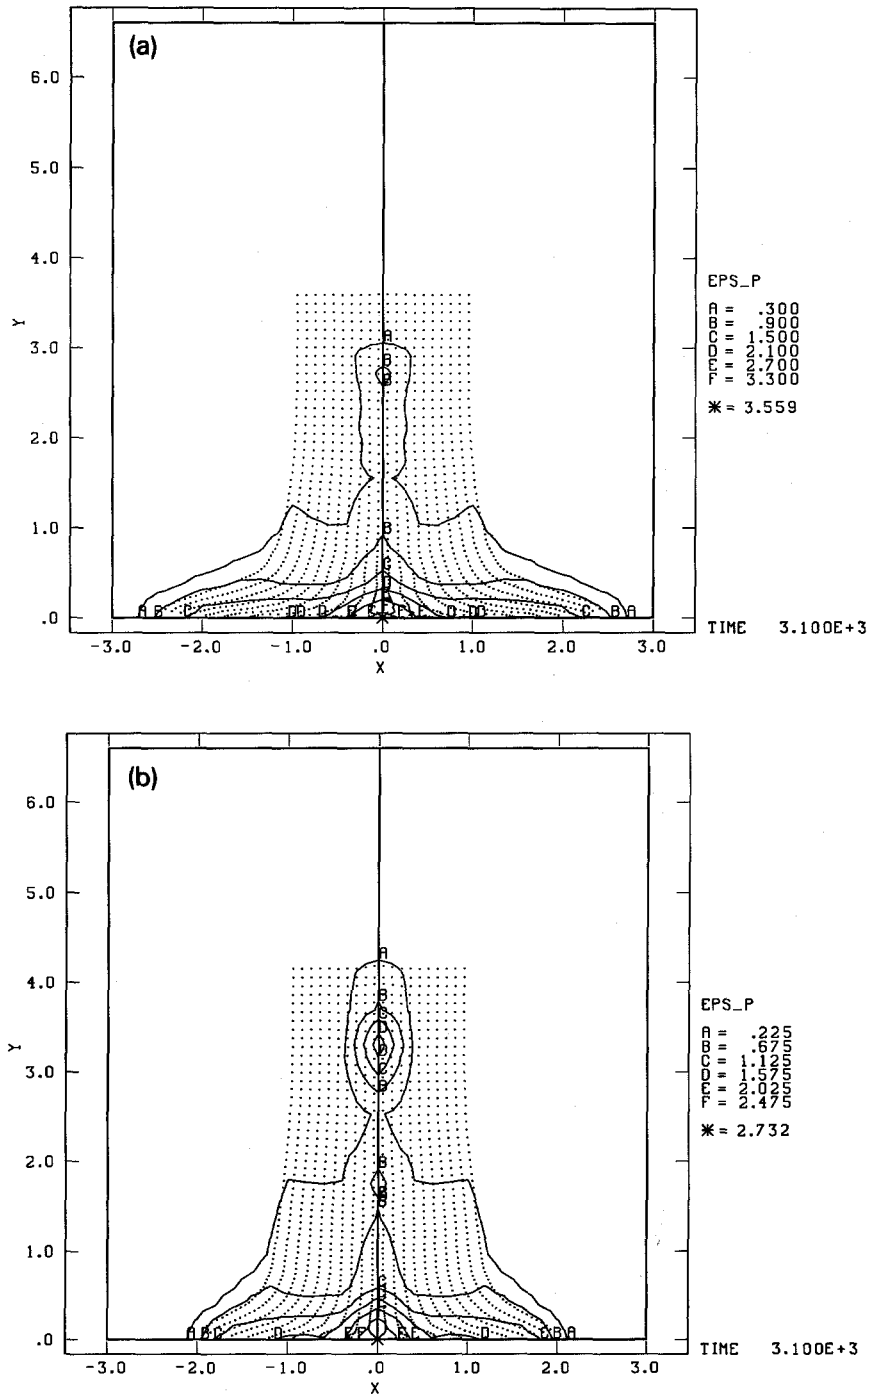 (a)
6.0
5.0
4.0
3.0
2.0
1.0
.0
Y
A
B
B
B
C
D
A B C D D D E E F E D D D C B A
-3.0 -2.0 -1.0 .0 1.0 2.0 3.0
X
EPS_P
A = .300
B = .900
C = 1.500
D = 2.100
E = 2.700
F = 3.300
* = 3.559
TIME 3.100E+3
(b)
6.0
5.0
4.0
3.0
2.0
1.0
.0
Y
A
B
C
D
D
C
B
B
B
C
A B C D E F E C D C B A
-3.0 -2.0 -1.0 .0 1.0 2.0 3.0
X
EPS_P
A = .225
B = .675
C = 1.125
D = 1.575
E = 2.025
F = 2.475
* = 2.732
TIME 3.100E+3